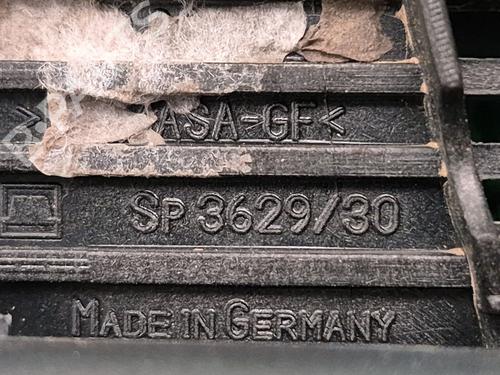 ASA-GF<
SP 3629/30
MADE IN GERMANY